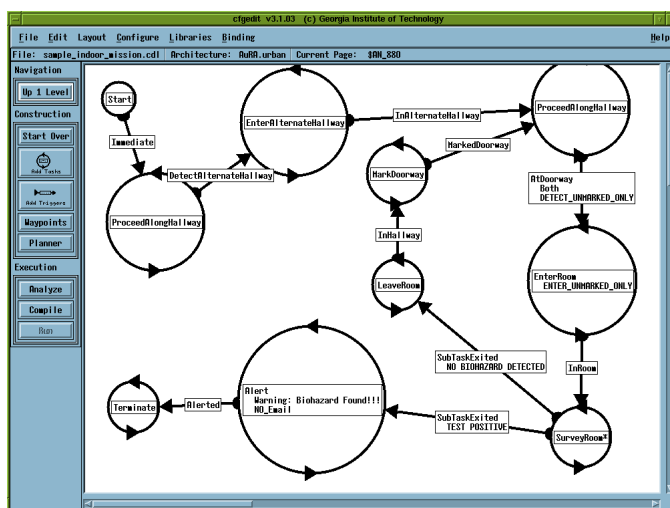 cfgedit v3.1.03 (c) Georgia Institute of Technology
File Edit Layout Configure Libraries Binding Help
File: sample_indoor_mission.cdl Architecture: AuRA.urban Current Page: $AN_880
Navigation
Up 1 Level
Construction
Start Over
Add Tasks
Add Triggers
Waypoints
Planner
Execution
Analyze
Compile
Run
Start
Immediate
ProceedAlongHallway
DetectAlternateHallway
EnterAlternateHallway
InAlternateHallway
ProceedAlongHallway
MarkedDoorway
MarkDoorway
AtDoorway
Both
DETECT_UNMARKED_ONLY
InHallway
EnterRoom
ENTER_UNMARKED_ONLY
LeaveRoom
SubTaskExited
NO BIOHAZARD DETECTED
InRoom
Alert
Warning: Biohazard Found!!!
NO_Email
Alerted
Terminate
SubTaskExited
TEST POSITIVE
SurveyRoom*